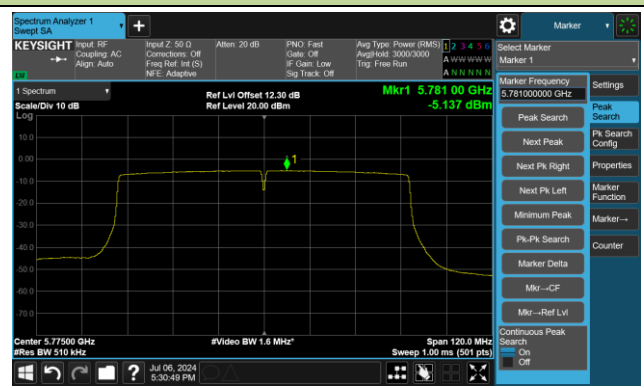 Spectrum Analyzer 1
Swept SA
Marker
KEYSIGHT
Input: RF
Coupling: AC
Align: Auto
Input Z: 50 Ω
Corrections: Off
Freq Ref: Int (S)
NFE: Adaptive
Atten: 20 dB
PNO: Fast
Gate: Off
IF Gain: Low
Sig Track: Off
Avg Type: Power (RMS)
Avg|Hold: 3000/3000
Trig: Free Run
1 2 3 4 5 6
A W W W W W
A N N N N N
LW
Select Marker
Marker 1
1 Spectrum
Scale/Div 10 dB
Log
Ref Lvl Offset 12.30 dB
Ref Level 20.00 dBm
Mkr1 5.781 00 GHz
-5.137 dBm
10.0
0.00
-10.0
-20.0
-30.0
-40.0
-50.0
-60.0
-70.0
1
Center 5.77500 GHz
#Res BW 510 kHz
#Video BW 1.6 MHz*
Span 120.0 MHz
Sweep 1.00 ms (501 pts)
Marker Frequency
5.781000000 GHz
Peak Search
Next Peak
Next Pk Right
Next Pk Left
Minimum Peak
Pk-Pk Search
Marker Delta
Mkr→CF
Mkr→Ref Lvl
Continuous Peak
Search
On
Off
Settings
Peak
Search
Pk Search
Config
Properties
Marker
Function
Marker→
Counter
?
Jul 06, 2024
5:30:49 PM